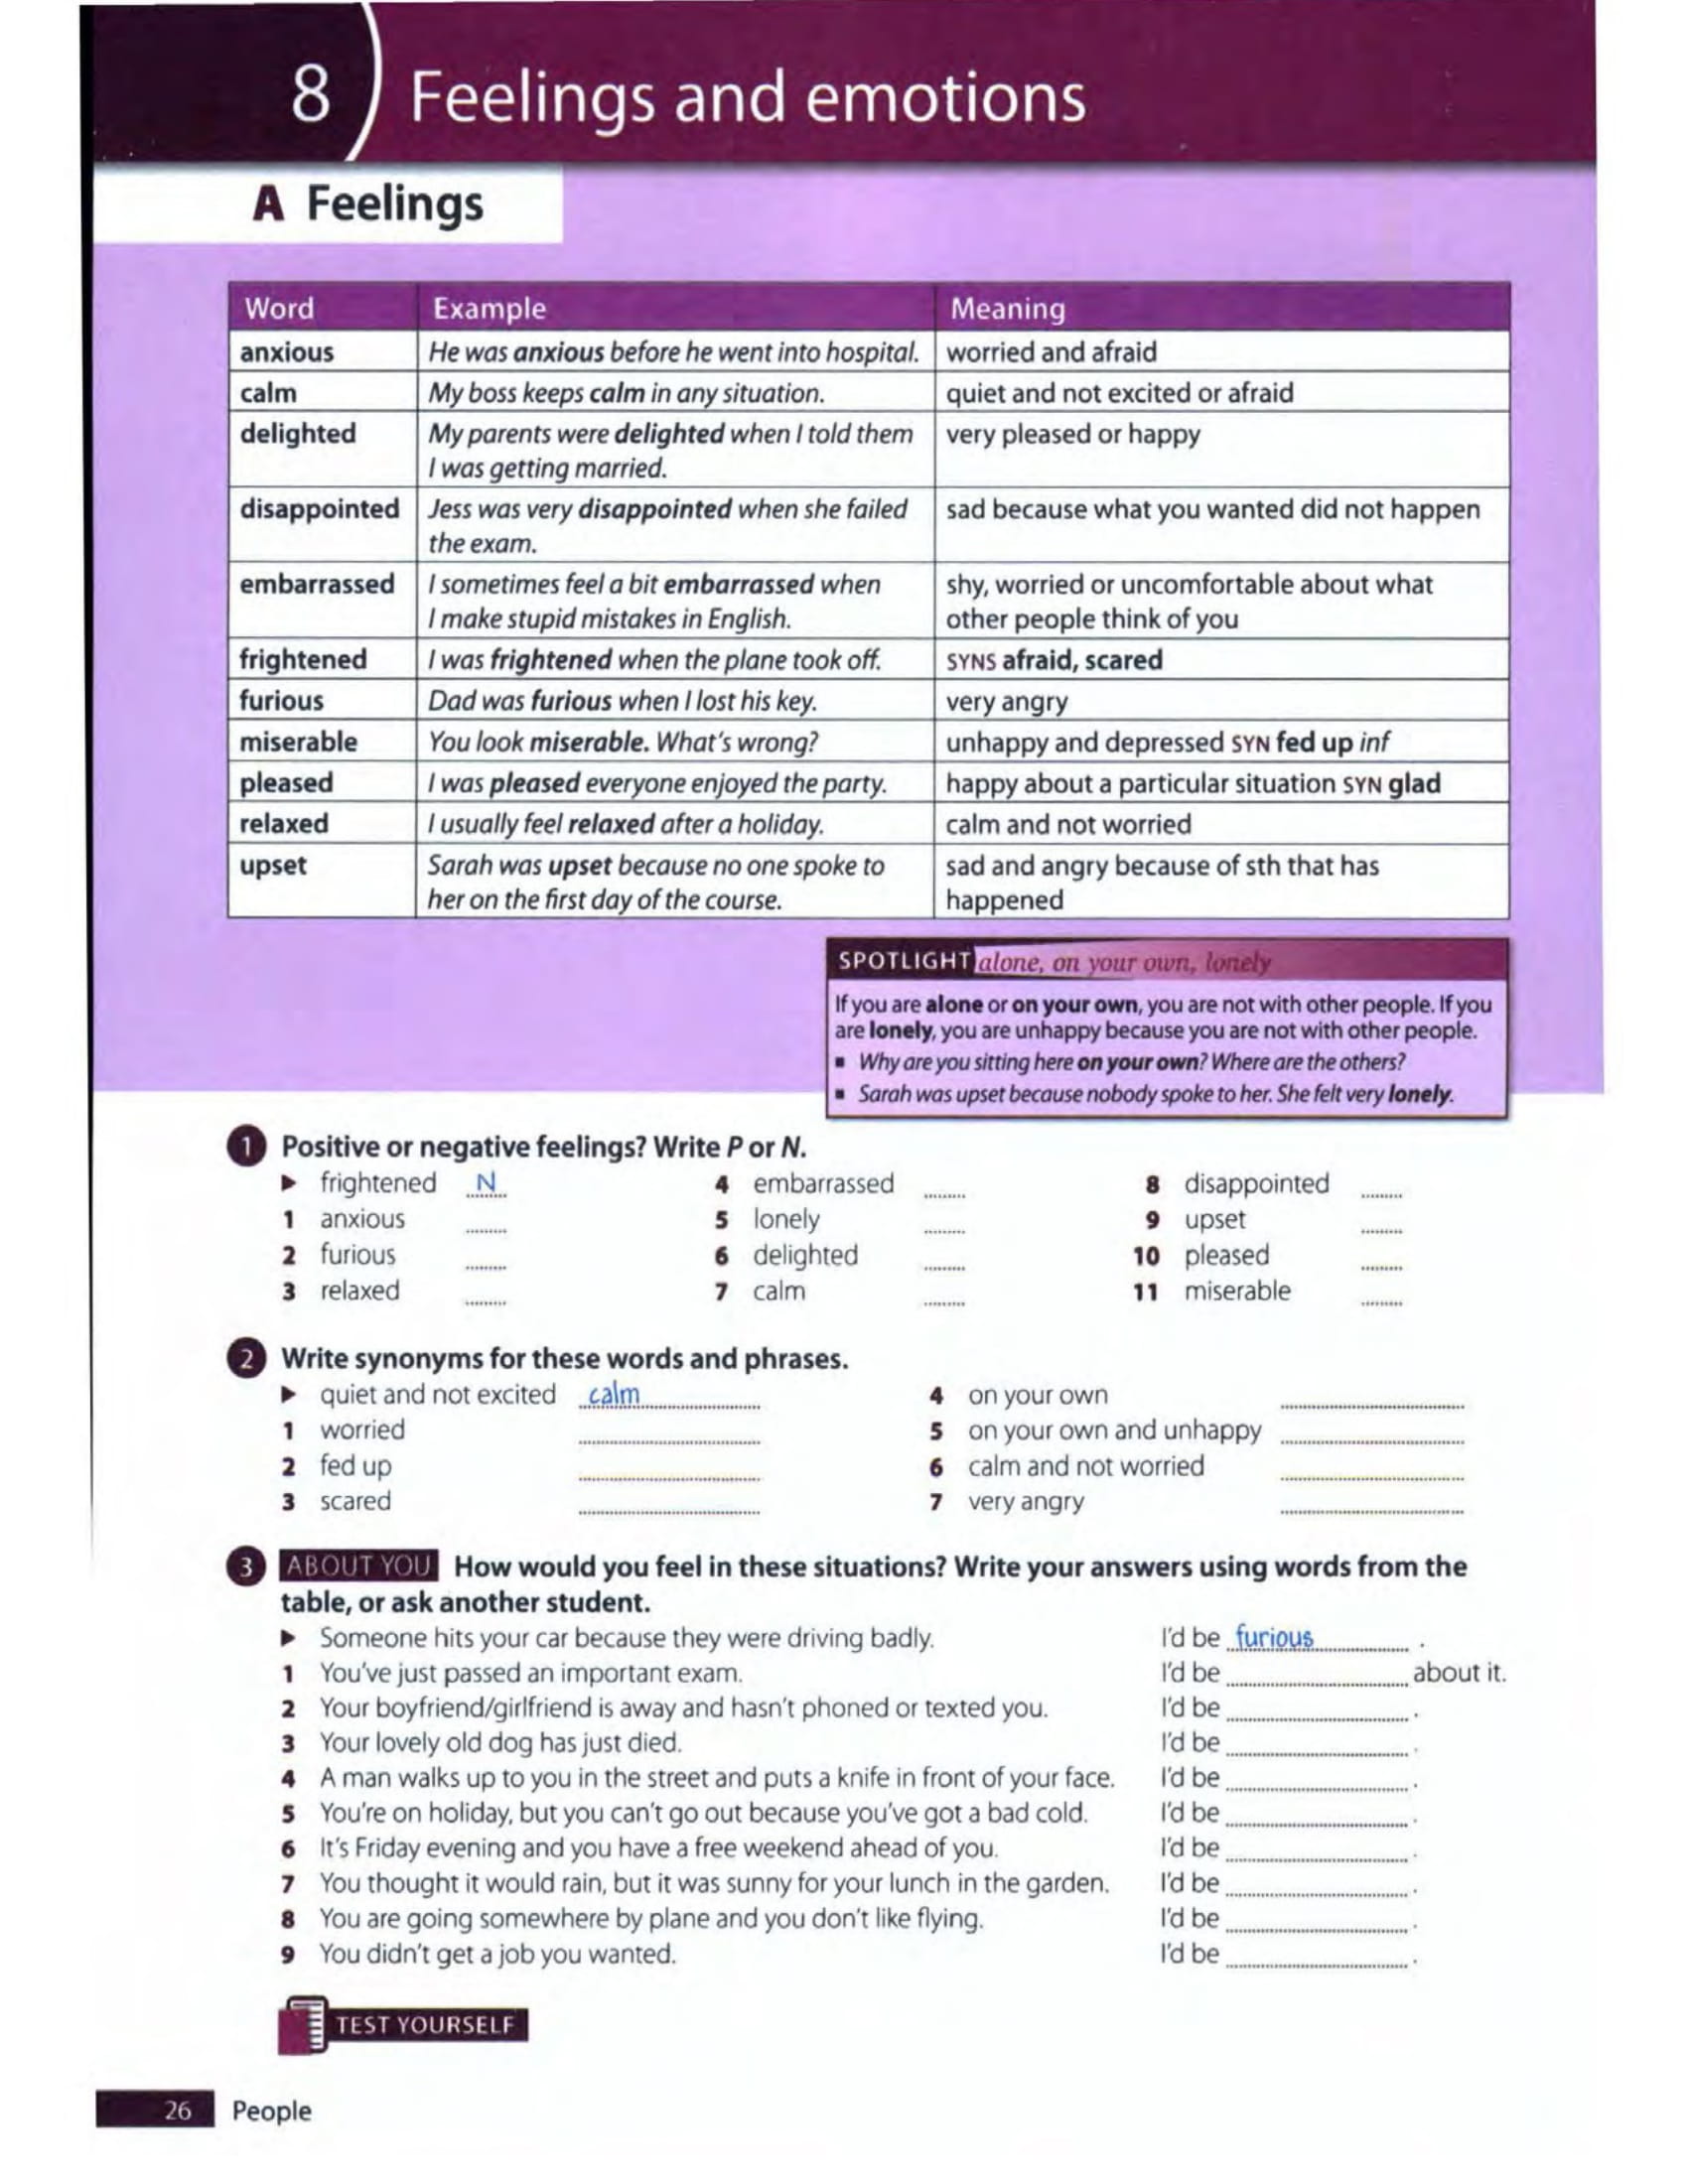 8 Feelings and emotions
A Feelings
Word Example Meaning
anxious He was anxious before he went into hospital. worried and afraid
calm My boss keeps calm in any situation. quiet and not excited or afraid
delighted My parents were delighted when I told them very pleased or happy
I was getting married.
disappointed Jess was very disappointed when she failed sad because what you wanted did not happen
the exam.
embarrassed I sometimes feel a bit embarrassed when shy, worried or uncomfortable about what
I make stupid mistakes in English. other people think of you
frightened I was frightened when the plane took off. SYNS afraid, scared
furious Dad was furious when I lost his key. very angry
miserable You look miserable. What's wrong? unhappy and depressed SYN fed up inf
pleased I was pleased everyone enjoyed the party. happy about a particular situation SYN glad
relaxed I usually feel relaxed after a holiday. calm and not worried
upset Sarah was upset because no one spoke to sad and angry because of sth that has
her on the first day of the course. happened
SPOTLIGHT alone, on your own, lonely
If you are alone or on your own, you are not with other people. If you
are lonely, you are unhappy because you are not with other people.
▪ Why are you sitting here on your own? Where are the others?
▪ Sarah was upset because nobody spoke to her. She felt very lonely.
1 Positive or negative feelings? Write P or N.
▶ frightened N 4 embarrassed ........ 8 disappointed ........
1 anxious ........ 5 lonely ........ 9 upset ........
2 furious ........ 6 delighted ........ 10 pleased ........
3 relaxed ........ 7 calm ........ 11 miserable ........
2 Write synonyms for these words and phrases.
▶ quiet and not excited calm 4 on your own ........
1 worried ........ 5 on your own and unhappy ........
2 fed up ........ 6 calm and not worried ........
3 scared ........ 7 very angry ........
3 ABOUT YOU How would you feel in these situations? Write your answers using words from the
table, or ask another student.
▶ Someone hits your car because they were driving badly. I'd be furious ........ .
1 You've just passed an important exam. I'd be ........ about it.
2 Your boyfriend/girlfriend is away and hasn't phoned or texted you. I'd be ........ .
3 Your lovely old dog has just died. I'd be ........ .
4 A man walks up to you in the street and puts a knife in front of your face. I'd be ........ .
5 You're on holiday, but you can't go out because you've got a bad cold. I'd be ........ .
6 It's Friday evening and you have a free weekend ahead of you. I'd be ........ .
7 You thought it would rain, but it was sunny for your lunch in the garden. I'd be ........ .
8 You are going somewhere by plane and you don't like flying. I'd be ........ .
9 You didn't get a job you wanted. I'd be ........ .
TEST YOURSELF
26 People